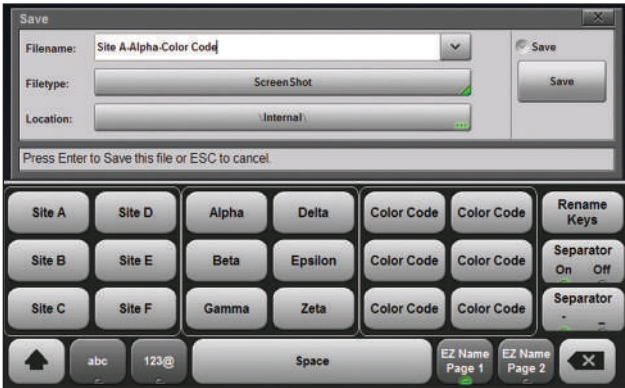 Save
Filename: Site A-Alpha-Color Code
Save
Filetype: ScreenShot
Save
Location: \Internal\
Press Enter to Save this file or ESC to cancel.
Site A Site D Alpha Delta Color Code Color Code Rename Keys
Site B Site E Beta Epsilon Color Code Color Code Separator On Off
Site C Site F Gamma Zeta Color Code Color Code Separator - _
abc 123@ Space EZ Name Page 1 EZ Name Page 2